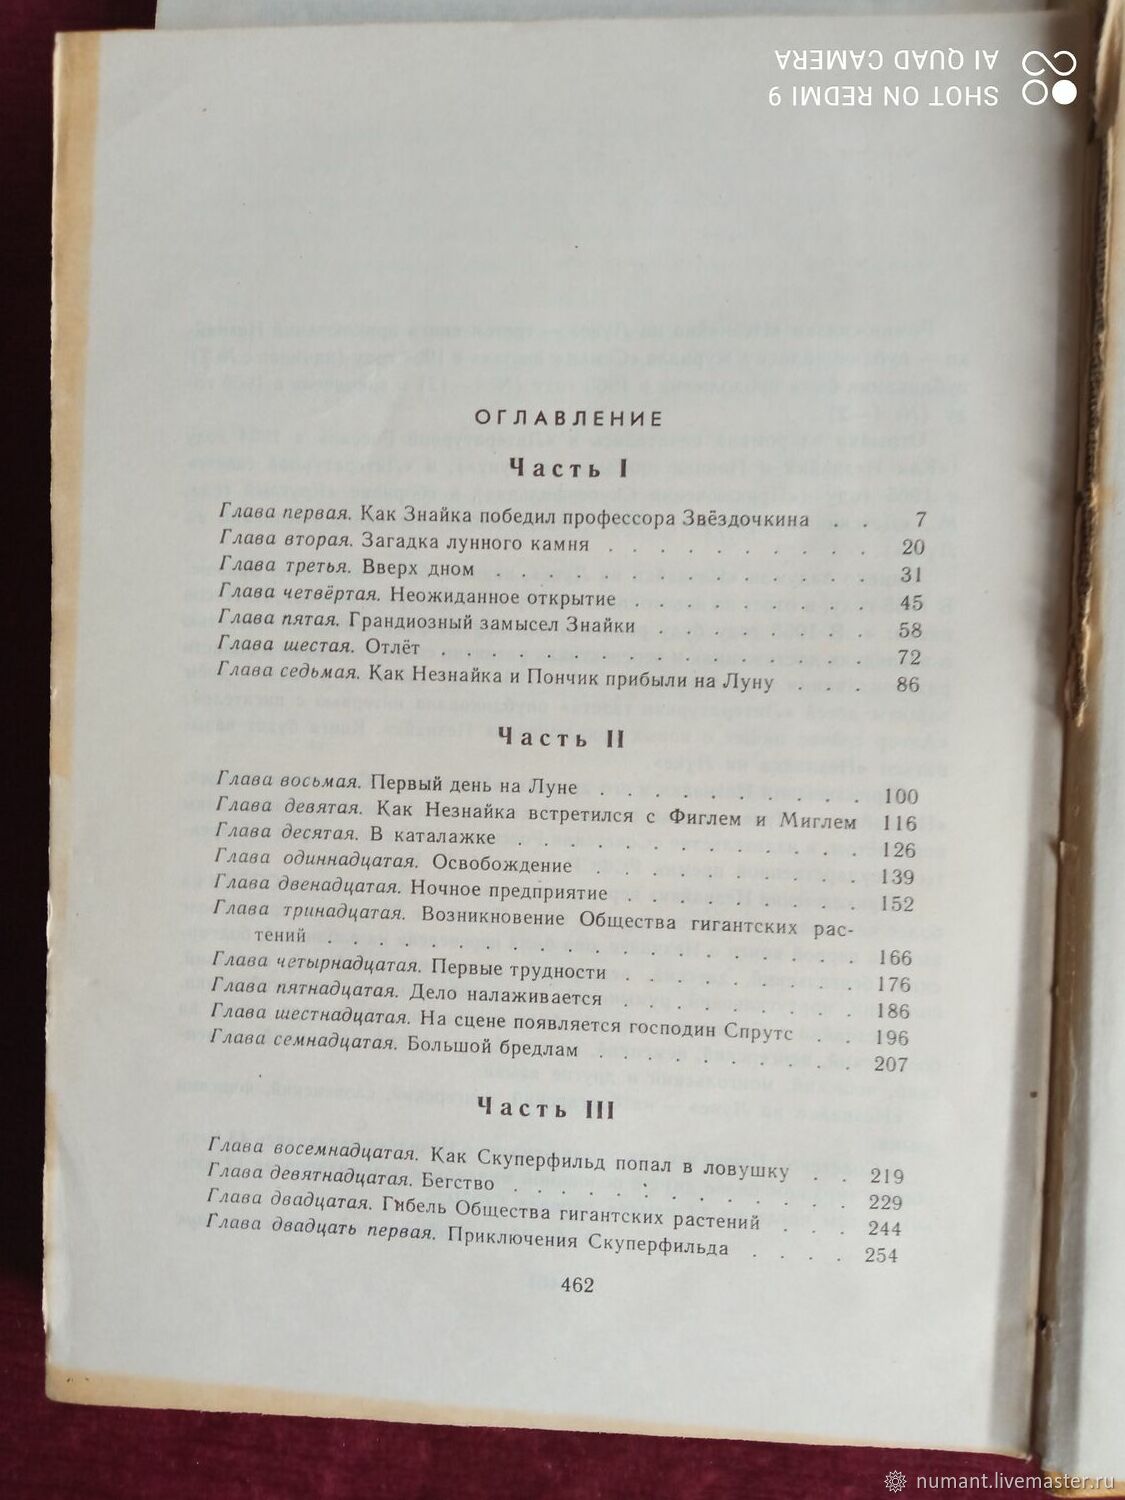 SHOT ON REDMI 9
AI QUAD CAMERA
ОГЛАВЛЕНИЕ
Часть I
Глава первая. Как Знайка победил профессора Звёздочкина . . 7
Глава вторая. Загадка лунного камня . . . . . . . . . . 20
Глава третья. Вверх дном . . . . . . . . . . . . . . 31
Глава четвёртая. Неожиданное открытие . . . . . . . . . 45
Глава пятая. Грандиозный замысел Знайки . . . . . . . . 58
Глава шестая. Отлёт . . . . . . . . . . . . . . . . 72
Глава седьмая. Как Незнайка и Пончик прибыли на Луну . . . 86
Часть II
Глава восьмая. Первый день на Луне . . . . . . . . . . 100
Глава девятая. Как Незнайка встретился с Фиглем и Миглем 116
Глава десятая. В каталажке . . . . . . . . . . . . . 126
Глава одиннадцатая. Освобождение . . . . . . . . . . . 139
Глава двенадцатая. Ночное предприятие . . . . . . . . . 152
Глава тринадцатая. Возникновение Общества гигантских рас-
тений . . . . . . . . . . . . . . . . . . . . . 166
Глава четырнадцатая. Первые трудности . . . . . . . . . 176
Глава пятнадцатая. Дело налаживается . . . . . . . . . 186
Глава шестнадцатая. На сцене появляется господин Спрутс . . 196
Глава семнадцатая. Большой бредлам . . . . . . . . . . 207
Часть III
Глава восемнадцатая. Как Скуперфильд попал в ловушку . . 219
Глава девятнадцатая. Бегство . . . . . . . . . . . . . 229
Глава двадцатая. Гибель Общества гигантских растений . . . 244
Глава двадцать первая. Приключения Скуперфильда . . . . 254
462
numant.livemaster.ru